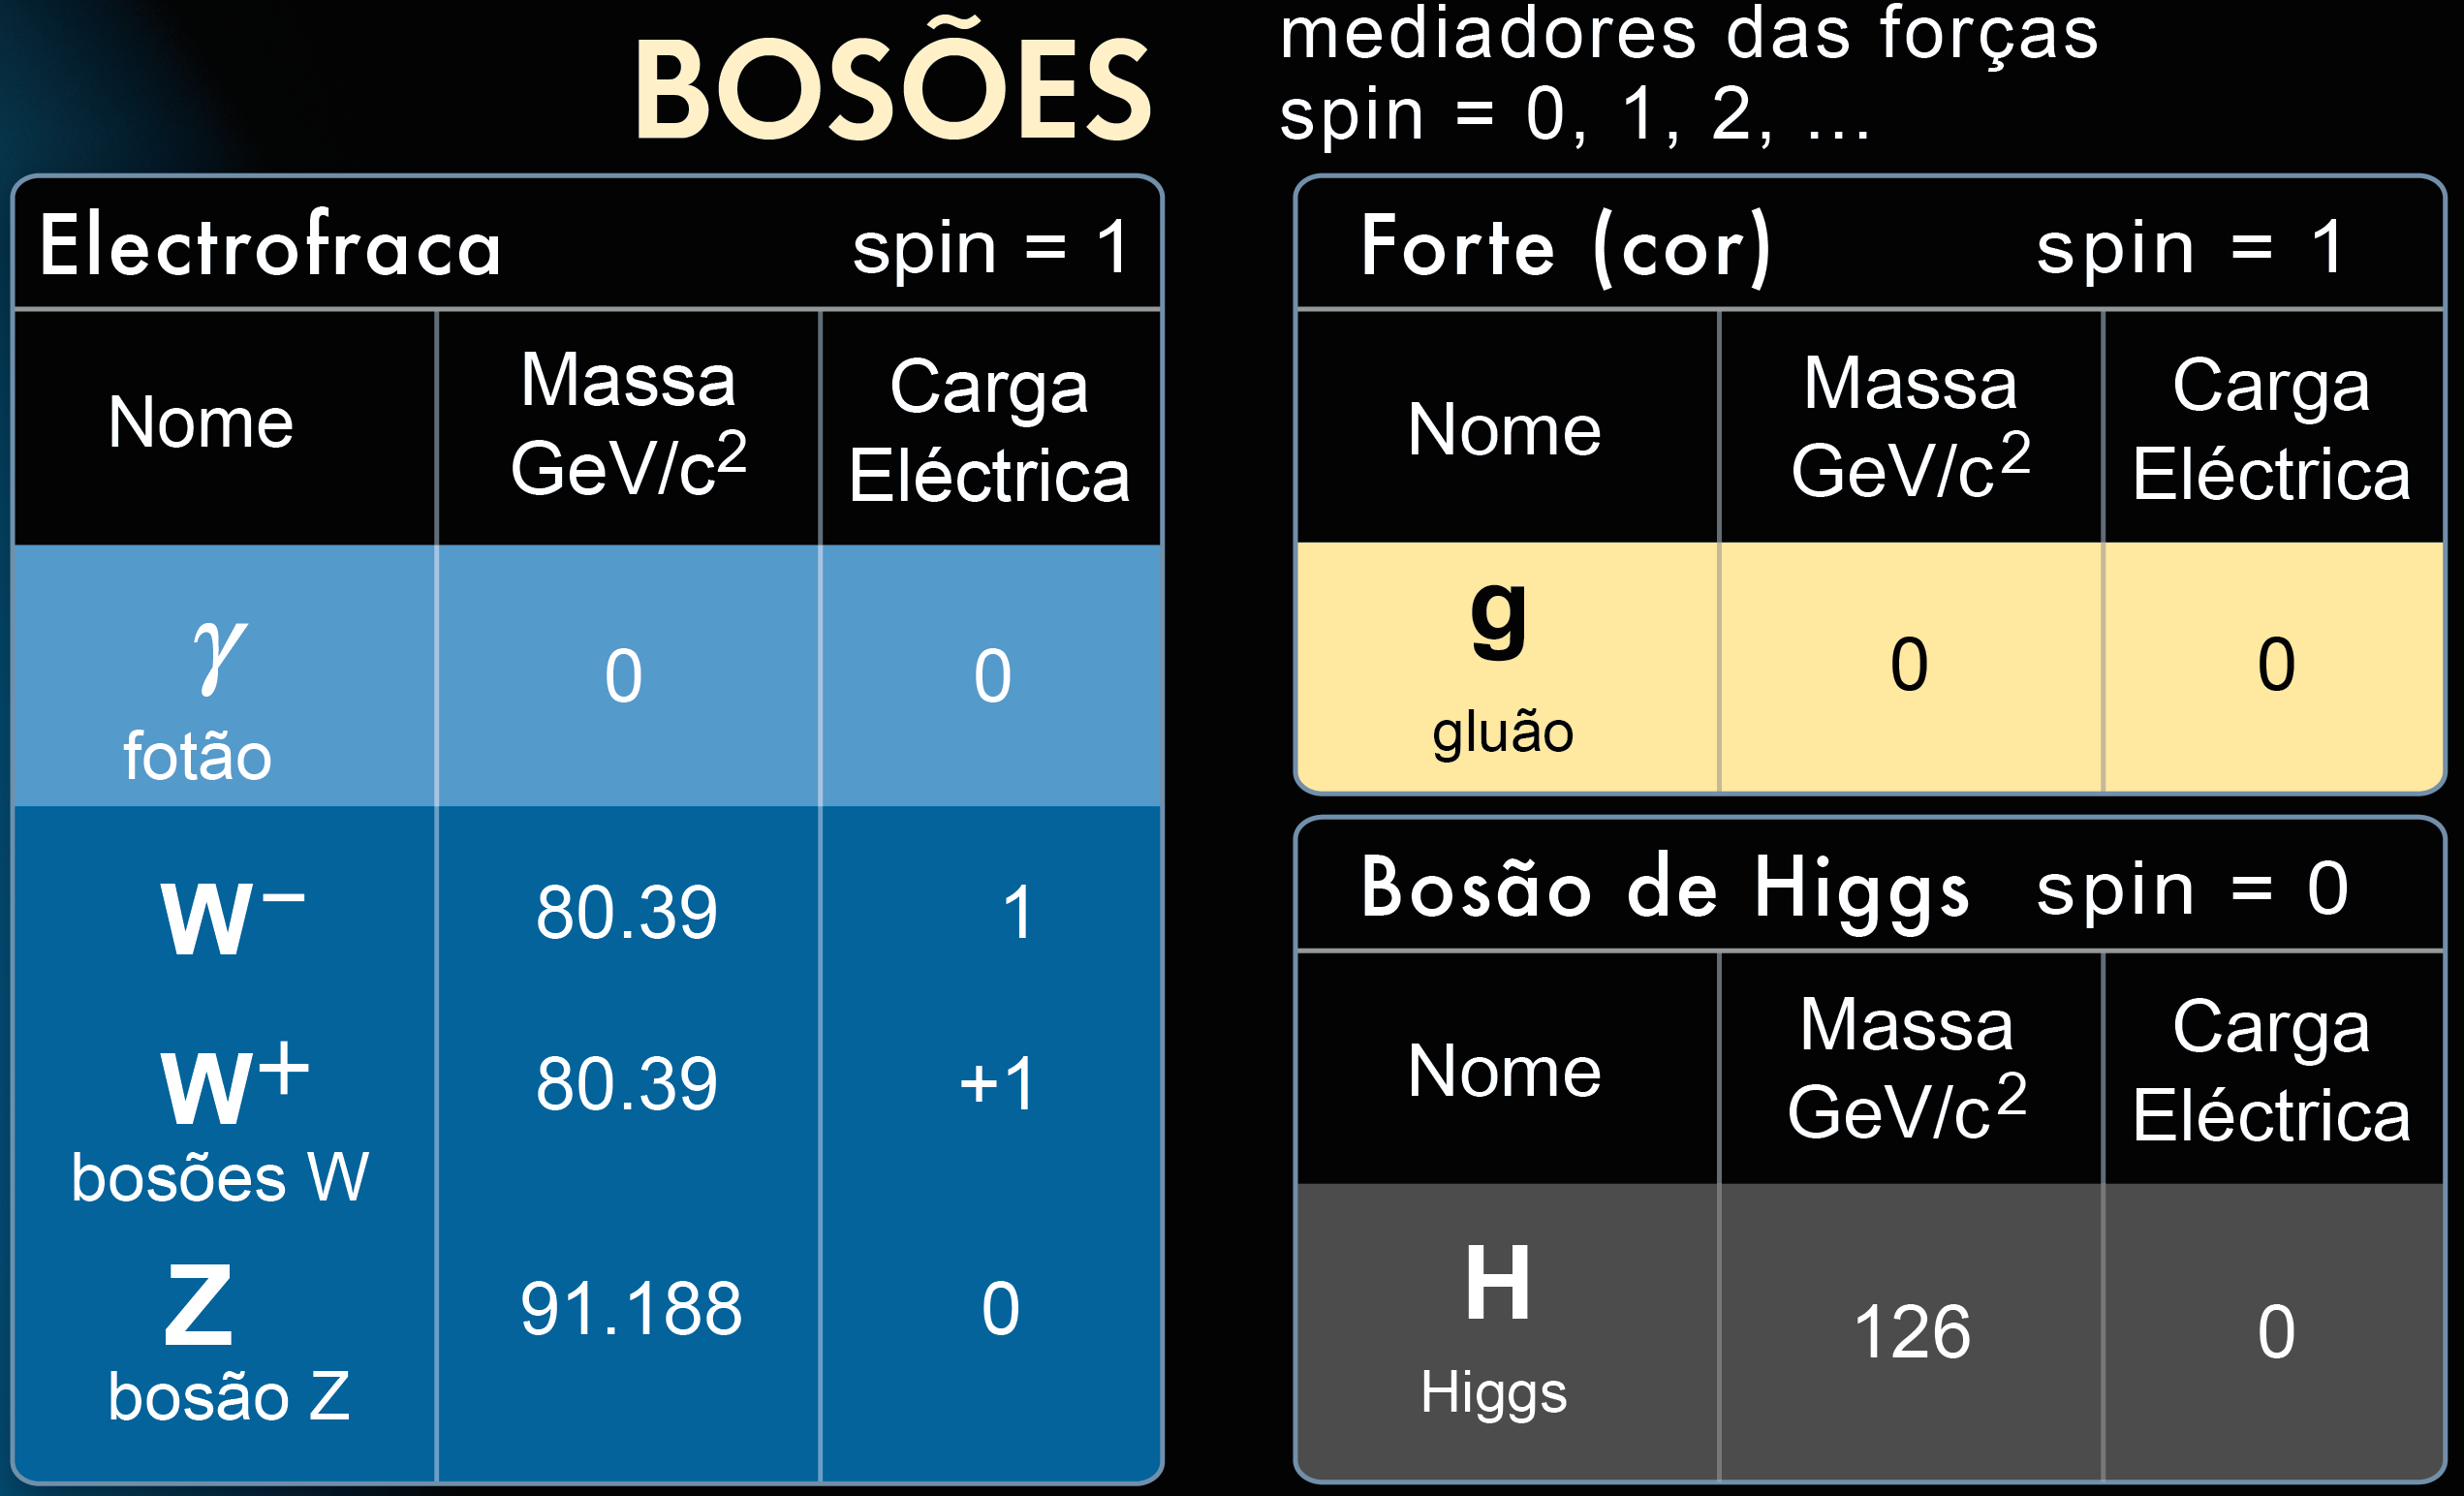 BOSÕES
mediadores das forças
spin = 0, 1, 2, ...
Electrofraca spin = 1
Nome Massa GeV/c² Carga Eléctrica
γ 0 0
fotão
W⁻ 80.39 1
W⁺ 80.39 +1
bosões W
Z 91.188 0
bosão Z
Forte (cor) spin = 1
Nome Massa GeV/c² Carga Eléctrica
g 0 0
gluão
Bosão de Higgs spin = 0
Nome Massa GeV/c² Carga Eléctrica
H 126 0
Higgs